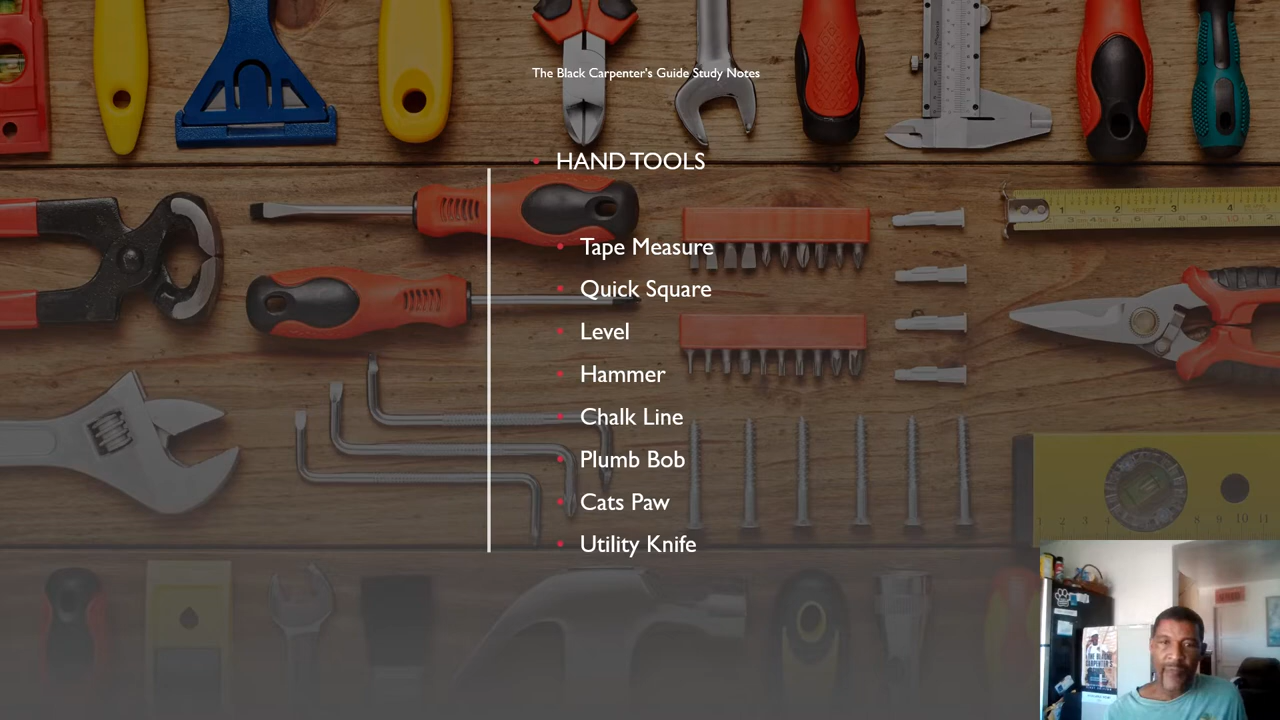 The Black Carpenter's Guide Study Notes
HAND TOOLS
Tape Measure
Quick Square
Level
Hammer
Chalk Line
Plumb Bob
Cats Paw
Utility Knife